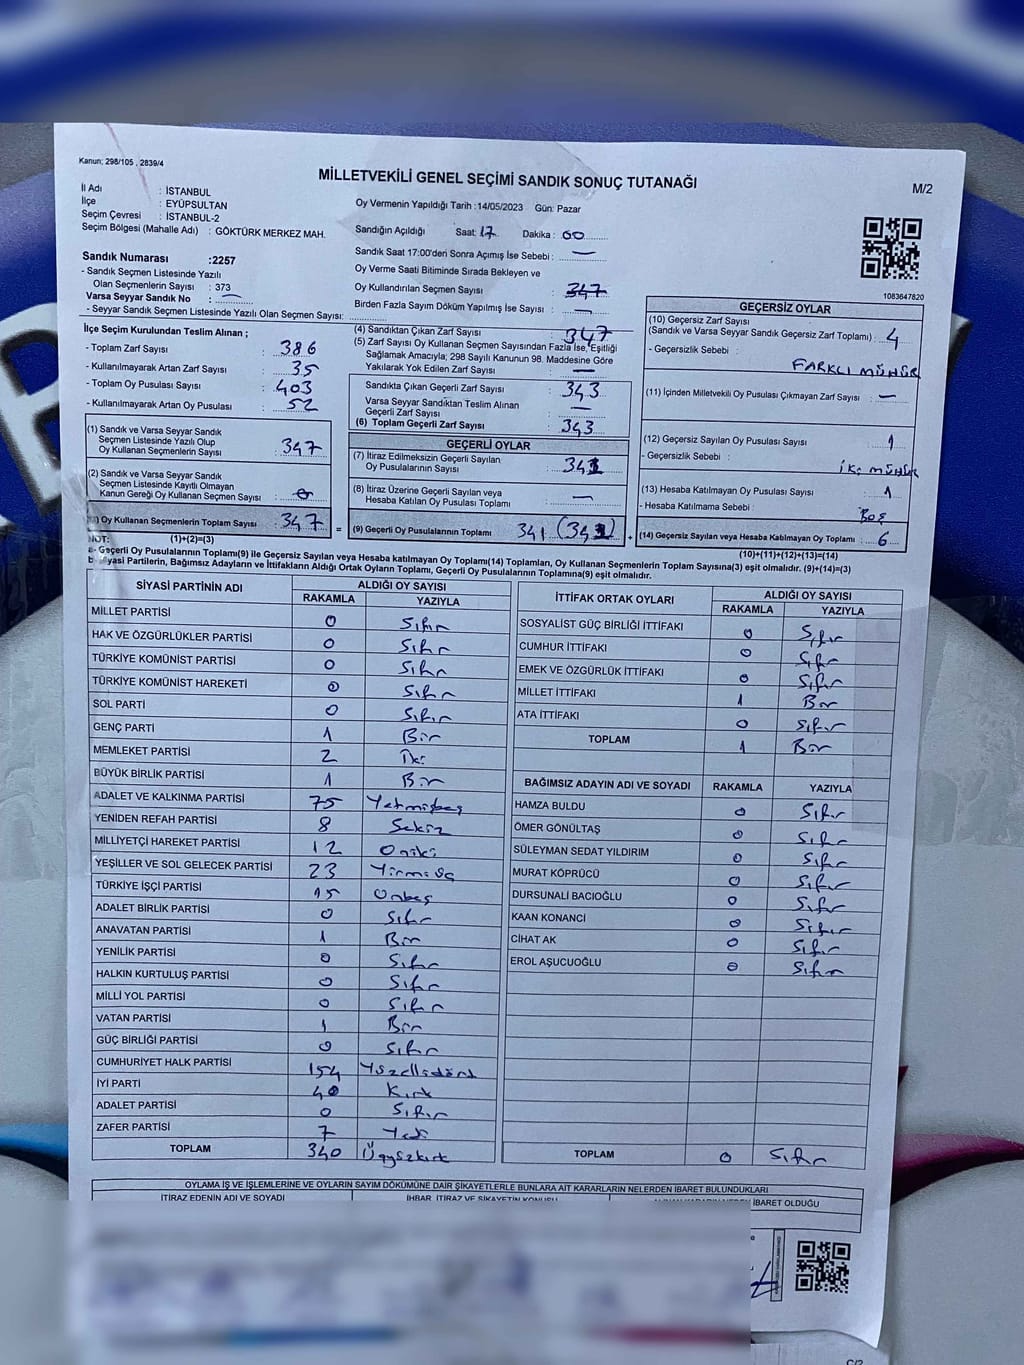 Kanun; 298/105 , 2839/4
MİLLETVEKİLİ GENEL SEÇİMİ SANDIK SONUÇ TUTANAĞI
M/2
İl Adı : İSTANBUL
İlçe : EYÜPSULTAN
Seçim Çevresi : İSTANBUL-2
Seçim Bölgesi (Mahalle Adı) : GÖKTÜRK MERKEZ MAH.
Oy Vermenin Yapıldığı Tarih : 14/05/2023 Gün: Pazar
Sandığın Açıldığı Saat: 17 Dakika : 00
Sandık Saat 17:00'den Sonra Açımış İse Sebebi : —
Oy Verme Saati Bitiminde Sırada Bekleyen ve
Oy Kullandırılan Seçmen Sayısı : 347
Birden Fazla Sayım Döküm Yapılmış İse Sayısı : —
Sandık Numarası :2257
- Sandık Seçmen Listesinde Yazılı
Olan Seçmenlerin Sayısı : 373
Varsa Seyyar Sandık No : —
- Seyyar Sandık Seçmen Listesinde Yazılı Olan Seçmen Sayısı:
1083647820
İlçe Seçim Kurulundan Teslim Alınan ;
- Toplam Zarf Sayısı : 386
- Kullanılmayarak Artan Zarf Sayısı : 35
- Toplam Oy Pusulası Sayısı : 403
- Kullanılmayarak Artan Oy Pusulası : 52
(1) Sandık ve Varsa Seyyar Sandık
Seçmen Listesinde Yazılı Olup
Oy Kullanan Seçmenlerin Sayısı : 347
(2) Sandık ve Varsa Seyyar Sandık
Seçmen Listesinde Kayıtlı Olmayan
Kanun Gereği Oy Kullanan Seçmen Sayısı : 0
Oy Kullanan Seçmenlerin Toplam Sayısı : 347
(1)+(2)=(3)
(4) Sandıktan Çıkan Zarf Sayısı : 347
(5) Zarf Sayısı Oy Kullanan Seçmen Sayısından Fazla İse, Eşitliği
Sağlamak Amacıyla; 298 Sayılı Kanunun 98. Maddesine Göre
Yakılarak Yok Edilen Zarf Sayısı : —
Sandıkta Çıkan Geçerli Zarf Sayısı : 343
Varsa Seyyar Sandıktan Teslim Alınan
Geçerli Zarf Sayısı : —
(6) Toplam Geçerli Zarf Sayısı : 343
GEÇERLİ OYLAR
(7) İtiraz Edilmeksizin Geçerli Sayılan
Oy Pusulalarının Sayısı : 341
(8) İtiraz Üzerine Geçerli Sayılan veya
Hesaba Katılan Oy Pusulası Toplamı : —
= (9) Geçerli Oy Pusulalarının Toplamı : 341 (341) +
GEÇERSİZ OYLAR
(10) Geçersiz Zarf Sayısı
(Sandık ve Varsa Seyyar Sandık Geçersiz Zarf Toplamı) : 4
- Geçersizlik Sebebi :
FARKLI MÜHÜR
(11) İçinden Milletvekili Oy Pusulası Çıkmayan Zarf Sayısı : —
(12) Geçersiz Sayılan Oy Pusulası Sayısı : 1
- Geçersizlik Sebebi : İKİ MÜHÜR
(13) Hesaba Katılmayan Oy Pusulası Sayısı : 1
- Hesaba Katılmama Sebebi : BOŞ
(14) Geçersiz Sayılan veya Hesaba Katılmayan Oy Toplamı : 6
(10)+(11)+(12)+(13)=(14)
NOT:
a- Geçerli Oy Pusulalarının Toplamı(9) ile Geçersiz Sayılan veya Hesaba katılmayan Oy Toplamı(14) Toplamları, Oy Kullanan Seçmenlerin Toplam Sayısına(3) eşit olmalıdır. (9)+(14)=(3)
b- Siyasi Partilerin, Bağımsız Adayların ve İttifakların Aldığı Ortak Oyların Toplamı, Geçerli Oy Pusulalarının Toplamına(9) eşit olmalıdır.
SİYASİ PARTİNİN ADI ALDIĞI OY SAYISI
RAKAMLA YAZIYLA
MİLLET PARTİSİ 0 Sıfır
HAK VE ÖZGÜRLÜKLER PARTİSİ 0 Sıfır
TÜRKİYE KOMÜNİST PARTİSİ 0 Sıfır
TÜRKİYE KOMÜNİST HAREKETİ 0 Sıfır
SOL PARTİ 0 Sıfır
GENÇ PARTİ 1 Bir
MEMLEKET PARTİSİ 2 İki
BÜYÜK BİRLİK PARTİSİ 1 Bir
ADALET VE KALKINMA PARTİSİ 75 Yetmişbeş
YENİDEN REFAH PARTİSİ 8 Sekiz
MİLLİYETÇİ HAREKET PARTİSİ 12 Oniki
YEŞİLLER VE SOL GELECEK PARTİSİ 23 Yirmi üç
TÜRKİYE İŞÇİ PARTİSİ 15 Onbeş
ADALET BİRLİK PARTİSİ 0 Sıfır
ANAVATAN PARTİSİ 1 Bir
YENİLİK PARTİSİ 0 Sıfır
HALKIN KURTULUŞ PARTİSİ 0 Sıfır
MİLLİ YOL PARTİSİ 0 Sıfır
VATAN PARTİSİ 1 Bir
GÜÇ BİRLİĞİ PARTİSİ 0 Sıfır
CUMHURİYET HALK PARTİSİ 154 Yüzellidört
İYİ PARTİ 40 Kırk
ADALET PARTİSİ 0 Sıfır
ZAFER PARTİSİ 7 Yedi
TOPLAM 340 Üçyüzkırk
İTTİFAK ORTAK OYLARI ALDIĞI OY SAYISI
RAKAMLA YAZIYLA
SOSYALİST GÜÇ BİRLİĞİ İTTİFAKI 0 Sıfır
CUMHUR İTTİFAKI 0 Sıfır
EMEK VE ÖZGÜRLÜK İTTİFAKI 0 Sıfır
MİLLET İTTİFAKI 1 Bir
ATA İTTİFAKI 0 Sıfır
TOPLAM 1 Bir
BAĞIMSIZ ADAYIN ADI VE SOYADI RAKAMLA YAZIYLA
HAMZA BULDU 0 Sıfır
ÖMER GÖNÜLTAŞ 0 Sıfır
SÜLEYMAN SEDAT YILDIRIM 0 Sıfır
MURAT KÖPRÜCÜ 0 Sıfır
DURSUNALİ BACIOĞLU 0 Sıfır
KAAN KONANCİ 0 Sıfır
CİHAT AK 0 Sıfır
EROL AŞUCUOĞLU 0 Sıfır
TOPLAM 0 Sıfır
OYLAMA İŞ VE İŞLEMLERİNE VE OYLARIN SAYIM DÖKÜMÜNE DAİR ŞİKAYETLERLE BUNLARA AİT KARARLARIN NELERDEN İBARET BULUNDUKLARI
İTİRAZ EDENİN ADI VE SOYADI İHBAR, İTİRAZ VE ŞİKAYETİN KONUSU İBARET OLDUĞU